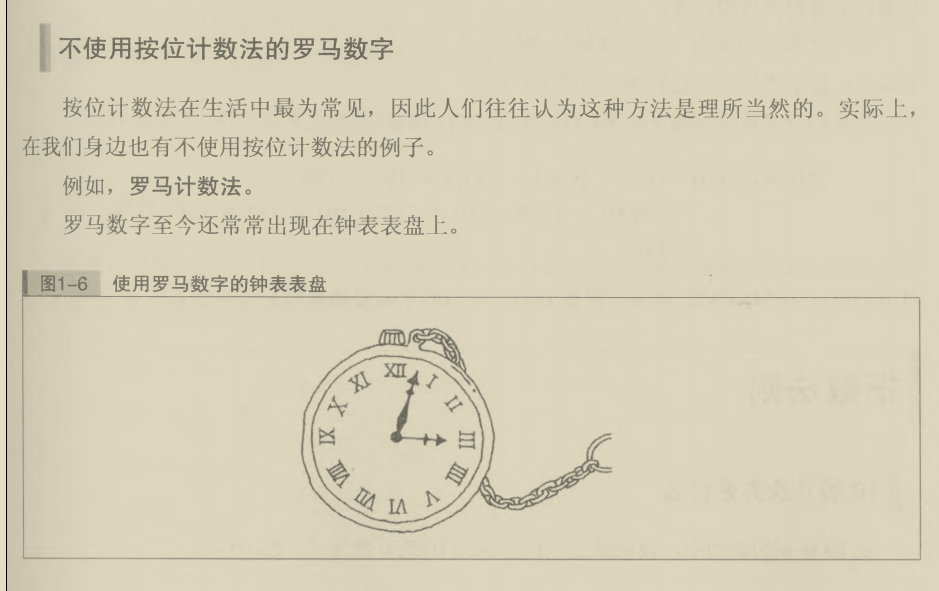 不使用按位计数法的罗马数字
按位计数法在生活中最为常见，因此人们往往认为这种方法是理所当然的。实际上，
在我们身边也有不使用按位计数法的例子。
例如，罗马计数法。
罗马数字至今还常常出现在钟表表盘上。
图1-6 使用罗马数字的钟表表盘
XII
I
II
III
IIII
V
VI
VII
VIII
IX
X
XI